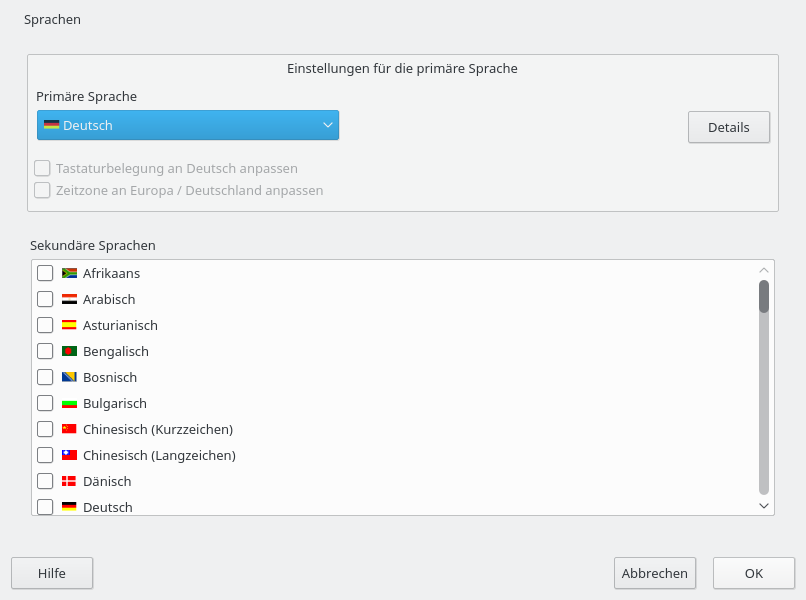 Sprachen
Einstellungen für die primäre Sprache
Primäre Sprache
Deutsch
Details
Tastaturbelegung an Deutsch anpassen
Zeitzone an Europa / Deutschland anpassen
Sekundäre Sprachen
Afrikaans
Arabisch
Asturianisch
Bengalisch
Bosnisch
Bulgarisch
Chinesisch (Kurzzeichen)
Chinesisch (Langzeichen)
Dänisch
Deutsch
Hilfe
Abbrechen
OK